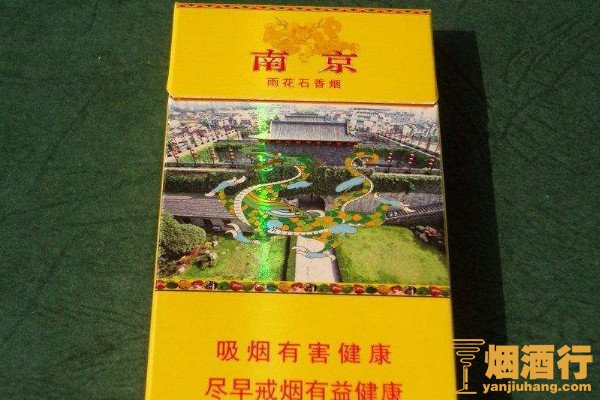 南京
雨花石香烟
吸烟有害健康
尽早戒烟有益健康
烟酒行
yanjiuhang.com